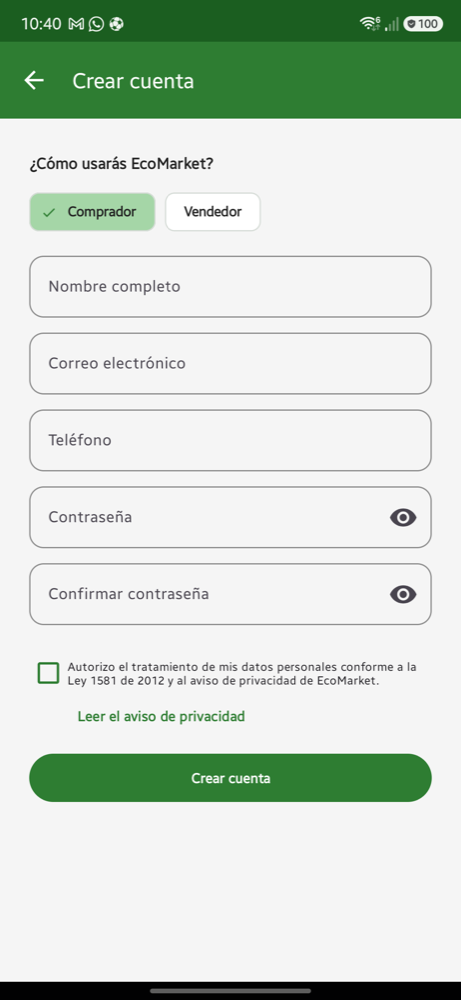 10:40
6
100
Crear cuenta
¿Cómo usarás EcoMarket?
Comprador
Vendedor
Nombre completo
Correo electrónico
Teléfono
Contraseña
Confirmar contraseña
Autorizo el tratamiento de mis datos personales conforme a la
Ley 1581 de 2012 y al aviso de privacidad de EcoMarket.
Leer el aviso de privacidad
Crear cuenta